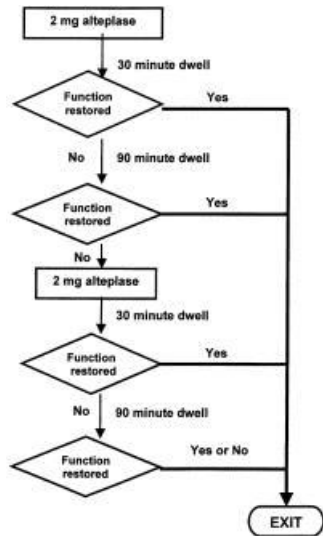 2 mg alteplase
30 minute dwell
Function
restored
Yes
No
90 minute dwell
Function
restored
Yes
No
2 mg alteplase
30 minute dwell
Function
restored
Yes
No
90 minute dwell
Function
restored
Yes or No
EXIT